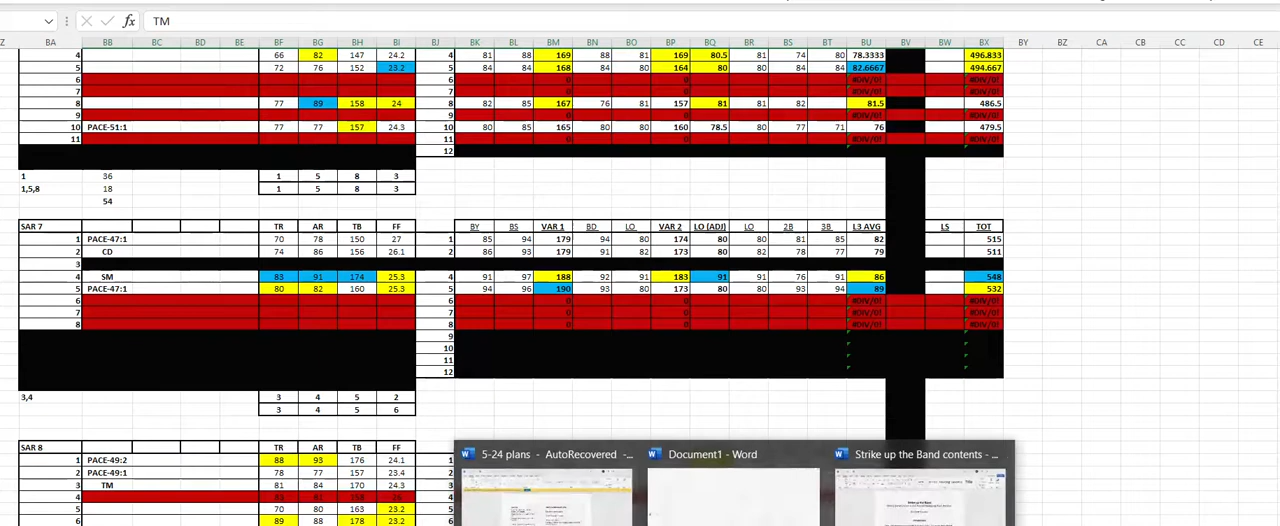 TM
Z BA BB BC BD BE BF BG BH BI BJ BK BL BM BN BO BP BQ BR BS BT BU BV BW BX BY BZ CA CB CC CD CE
4 66 82 147 24.2 4 81 88 169 88 81 169 80.5 81 74 80 78.3333 496.833
5 72 76 152 23.2 5 84 84 168 80 80 164 80 80 84 84 82.6667 494.667
6 0 0 #DIV/0!
7 0 0 #DIV/0!
8 77 89 158 24 8 82 85 167 76 81 157 81 81 82 81.5 486.5
9 0 0 #DIV/0!
10 PACE-51:1 77 77 157 24.3 10 80 85 165 80 80 160 78.5 80 77 71 76 479.5
11 11 0 0 #DIV/0!
12
1 36 1 5 8 3
1,5,8 18 1 5 8 3
54
SAR 7 TR AR TB FF BY BS VAR 1 BD LO VAR 2 LO (ADJ) LO 2B 3B L3 AVG LS TOT
1 PACE-47:1 70 78 150 27 1 85 94 179 94 80 174 80 80 81 85 82 515
2 CD 74 86 156 26.1 2 86 93 179 91 82 173 80 82 78 77 79 511
3
4 SM 83 91 174 25.3 4 91 97 188 92 91 183 91 91 76 91 86 548
5 PACE-47:1 80 82 160 25.3 5 94 96 190 93 80 173 80 80 93 94 89 532
6 6 0 0 #DIV/0! #DIV/0!
7 7 0 0 #DIV/0! #DIV/0!
8 8 0 0 #DIV/0! #DIV/0!
9
10
11
12
3,4 3 4 5 2
3 4 5 6
SAR 8 TR AR TB FF
1 PACE-49:2 88 93 176 24.1 1
2 PACE-49:1 78 77 157 23.4 2
3 TM 81 84 170 24.3 3
4 4
5 70 80 163 23.2 5
6 89 88 178 23.2 6
5-24 plans - AutoRecovered -...
Document1 - Word
Strike up the Band contents - ...